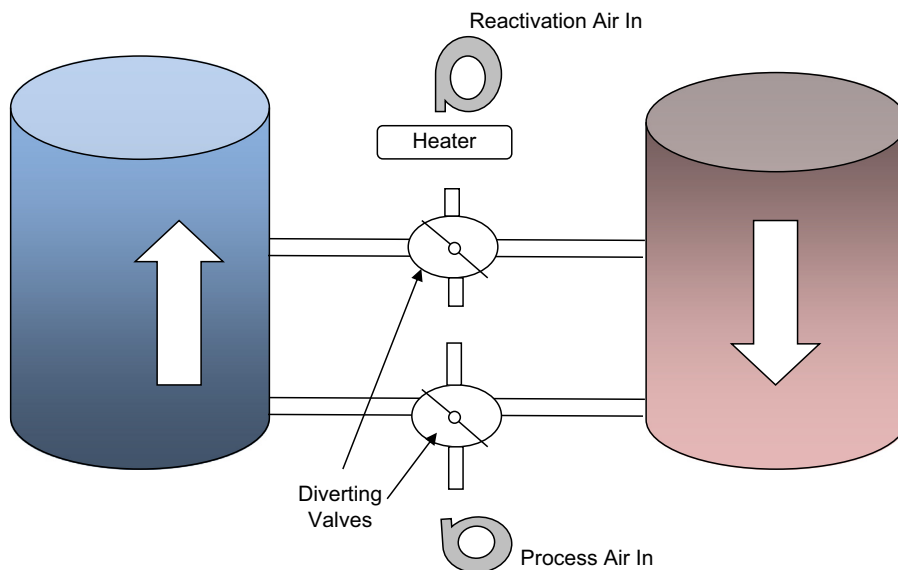 Reactivation Air In
Heater
Diverting
Valves
Process Air In